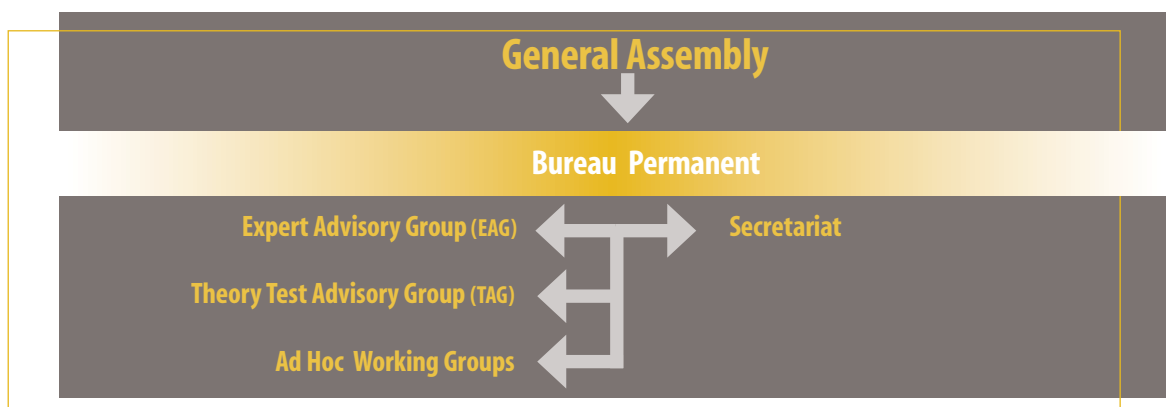 General Assembly
Bureau Permanent
Expert Advisory Group (EAG)
Secretariat
Theory Test Advisory Group (TAG)
Ad Hoc Working Groups